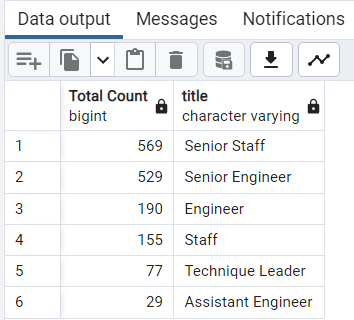 Data output Messages Notifications
Total Count title
bigint character varying
1 569 Senior Staff
2 529 Senior Engineer
3 190 Engineer
4 155 Staff
5 77 Technique Leader
6 29 Assistant Engineer